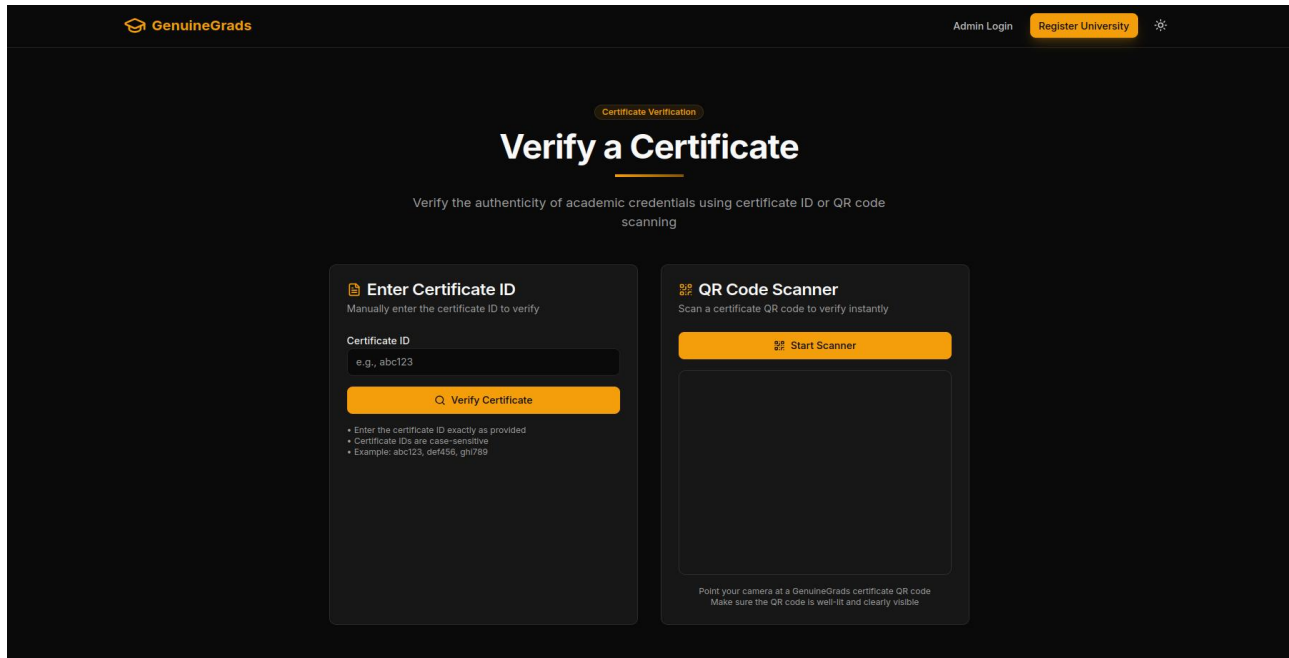 GenuineGrads
Admin Login
Register University
Certificate Verification
Verify a Certificate
Verify the authenticity of academic credentials using certificate ID or QR code
scanning
Enter Certificate ID
Manually enter the certificate ID to verify
Certificate ID
e.g., abc123
Verify Certificate
• Enter the certificate ID exactly as provided
• Certificate IDs are case-sensitive
• Example: abc123, def456, ghi789
QR Code Scanner
Scan a certificate QR code to verify instantly
Start Scanner
Point your camera at a GenuineGrads certificate QR code
Make sure the QR code is well-lit and clearly visible